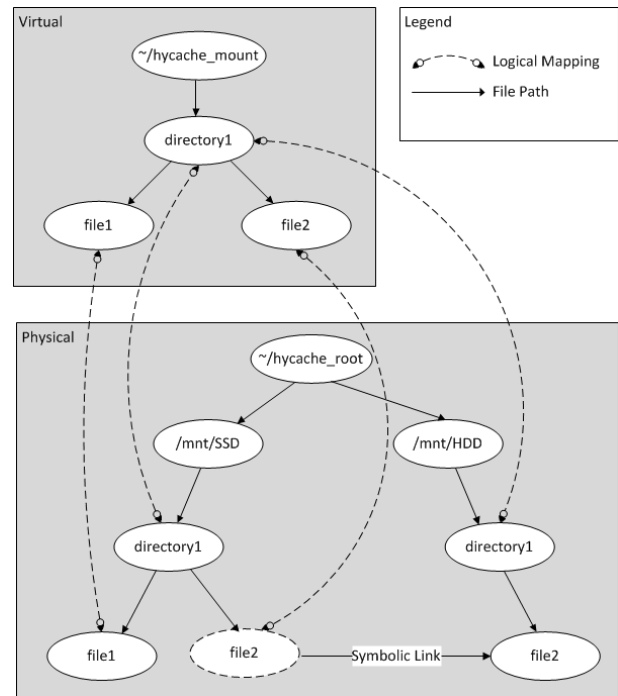 Virtual
~/hycache_mount
directory1
file1
file2
Legend
Logical Mapping
File Path
Physical
~/hycache_root
/mnt/SSD
/mnt/HDD
directory1
directory1
file1
file2
Symbolic Link
file2